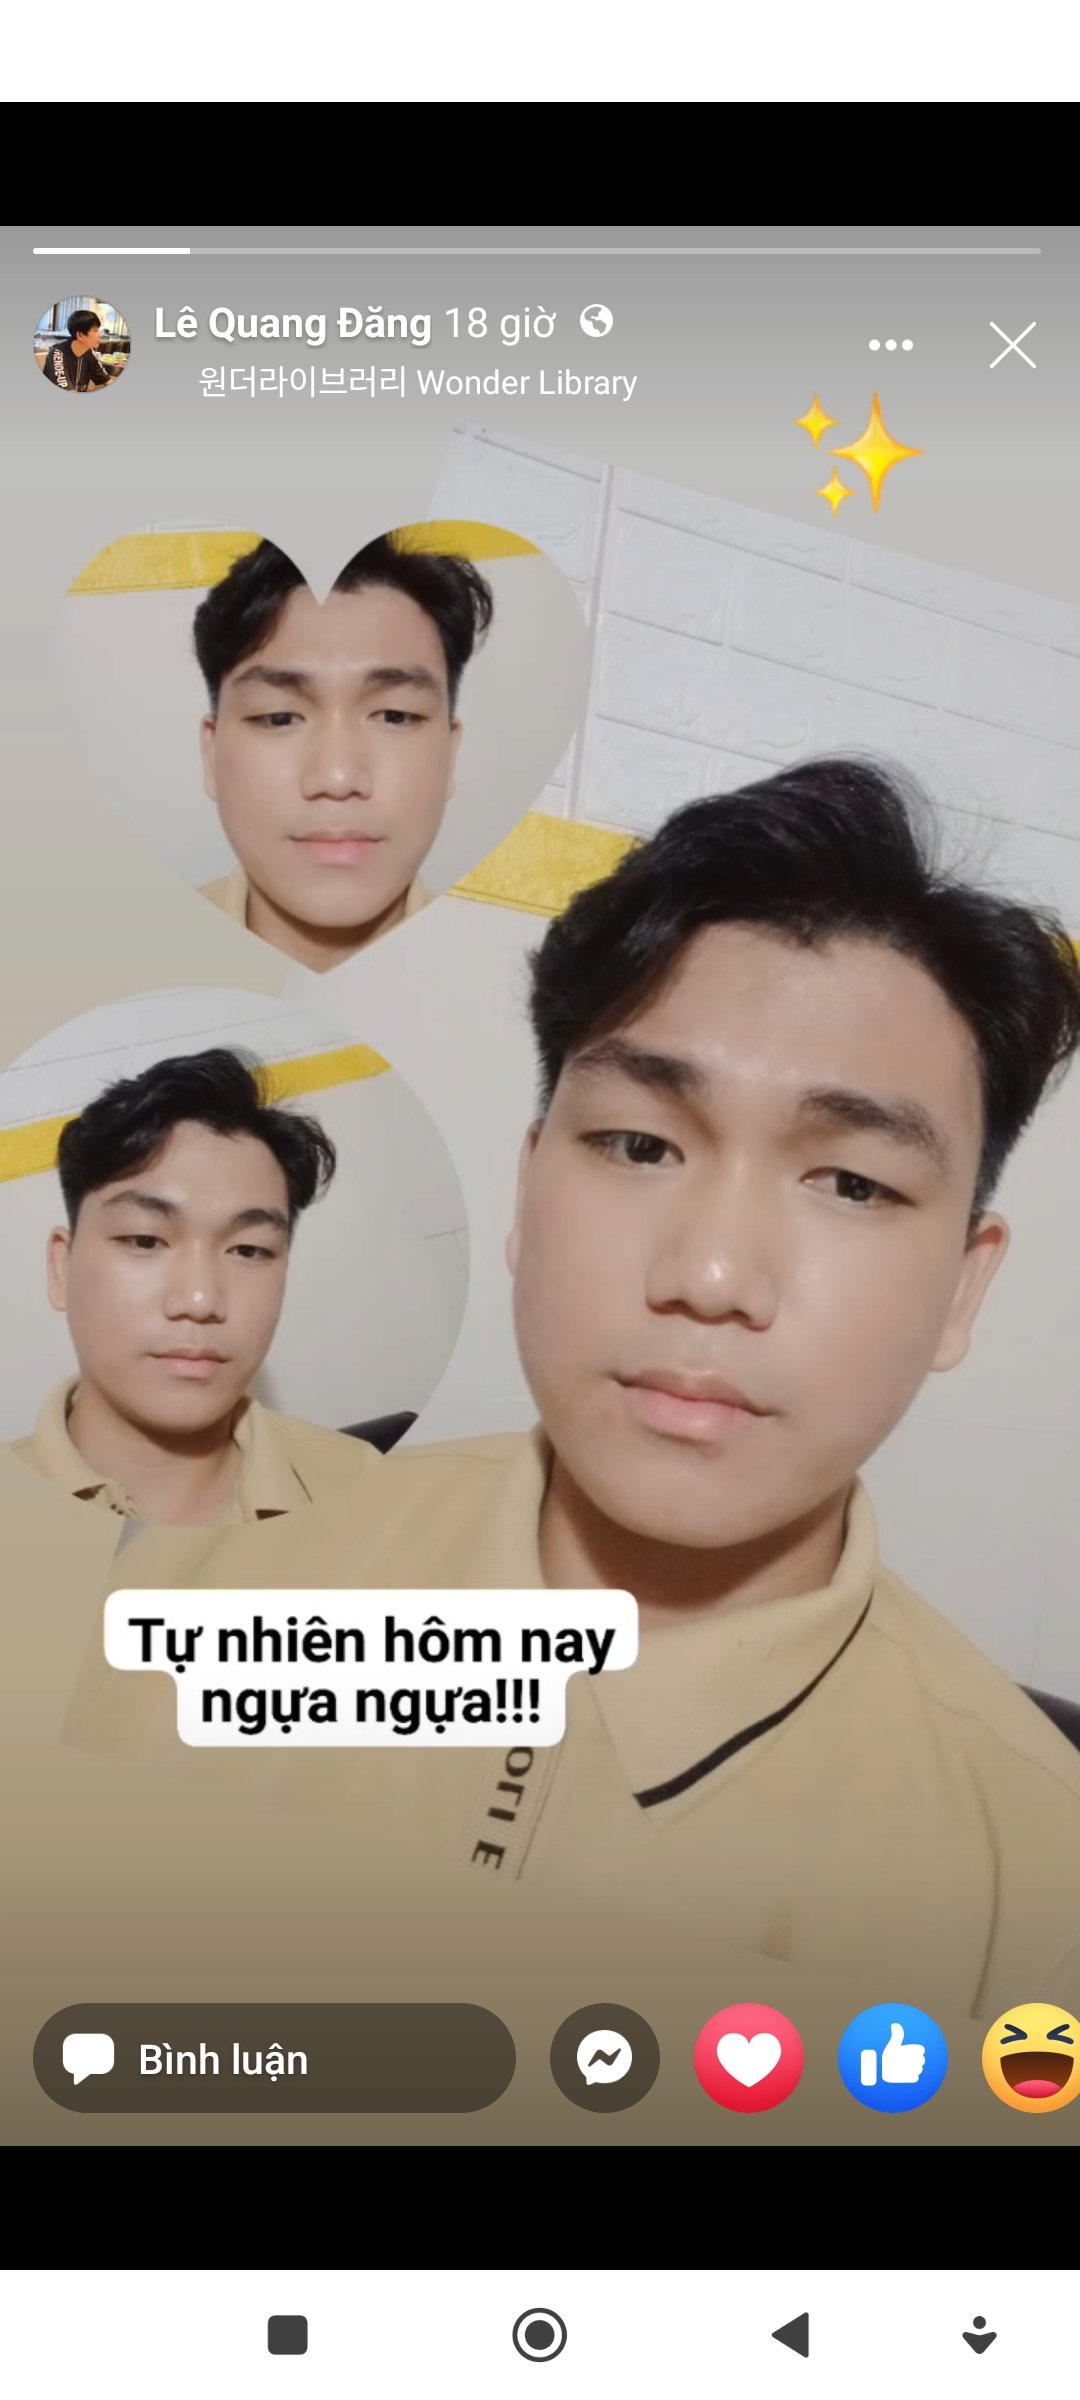 Lê Quang Đăng 18 giờ
원더라이브러리 Wonder Library
Tự nhiên hôm nay
ngựa ngựa!!!
Bình luận